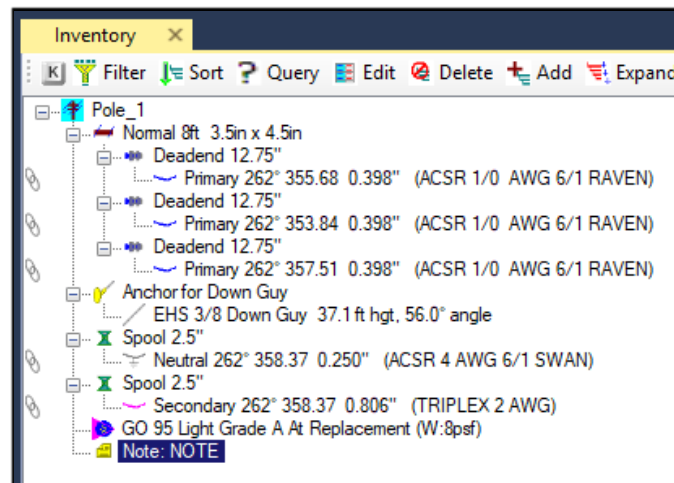 Inventory ×
K Filter Sort ? Query Edit Delete Add Expand
Pole_1
Normal 8ft 3.5in x 4.5in
Deadend 12.75"
Primary 262° 355.68 0.398" (ACSR 1/0 AWG 6/1 RAVEN)
Deadend 12.75"
Primary 262° 353.84 0.398" (ACSR 1/0 AWG 6/1 RAVEN)
Deadend 12.75"
Primary 262° 357.51 0.398" (ACSR 1/0 AWG 6/1 RAVEN)
Anchor for Down Guy
EHS 3/8 Down Guy 37.1 ft hgt, 56.0° angle
Spool 2.5"
Neutral 262° 358.37 0.250" (ACSR 4 AWG 6/1 SWAN)
Spool 2.5"
Secondary 262° 358.37 0.806" (TRIPLEX 2 AWG)
GO 95 Light Grade A At Replacement (W:8psf)
Note: NOTE